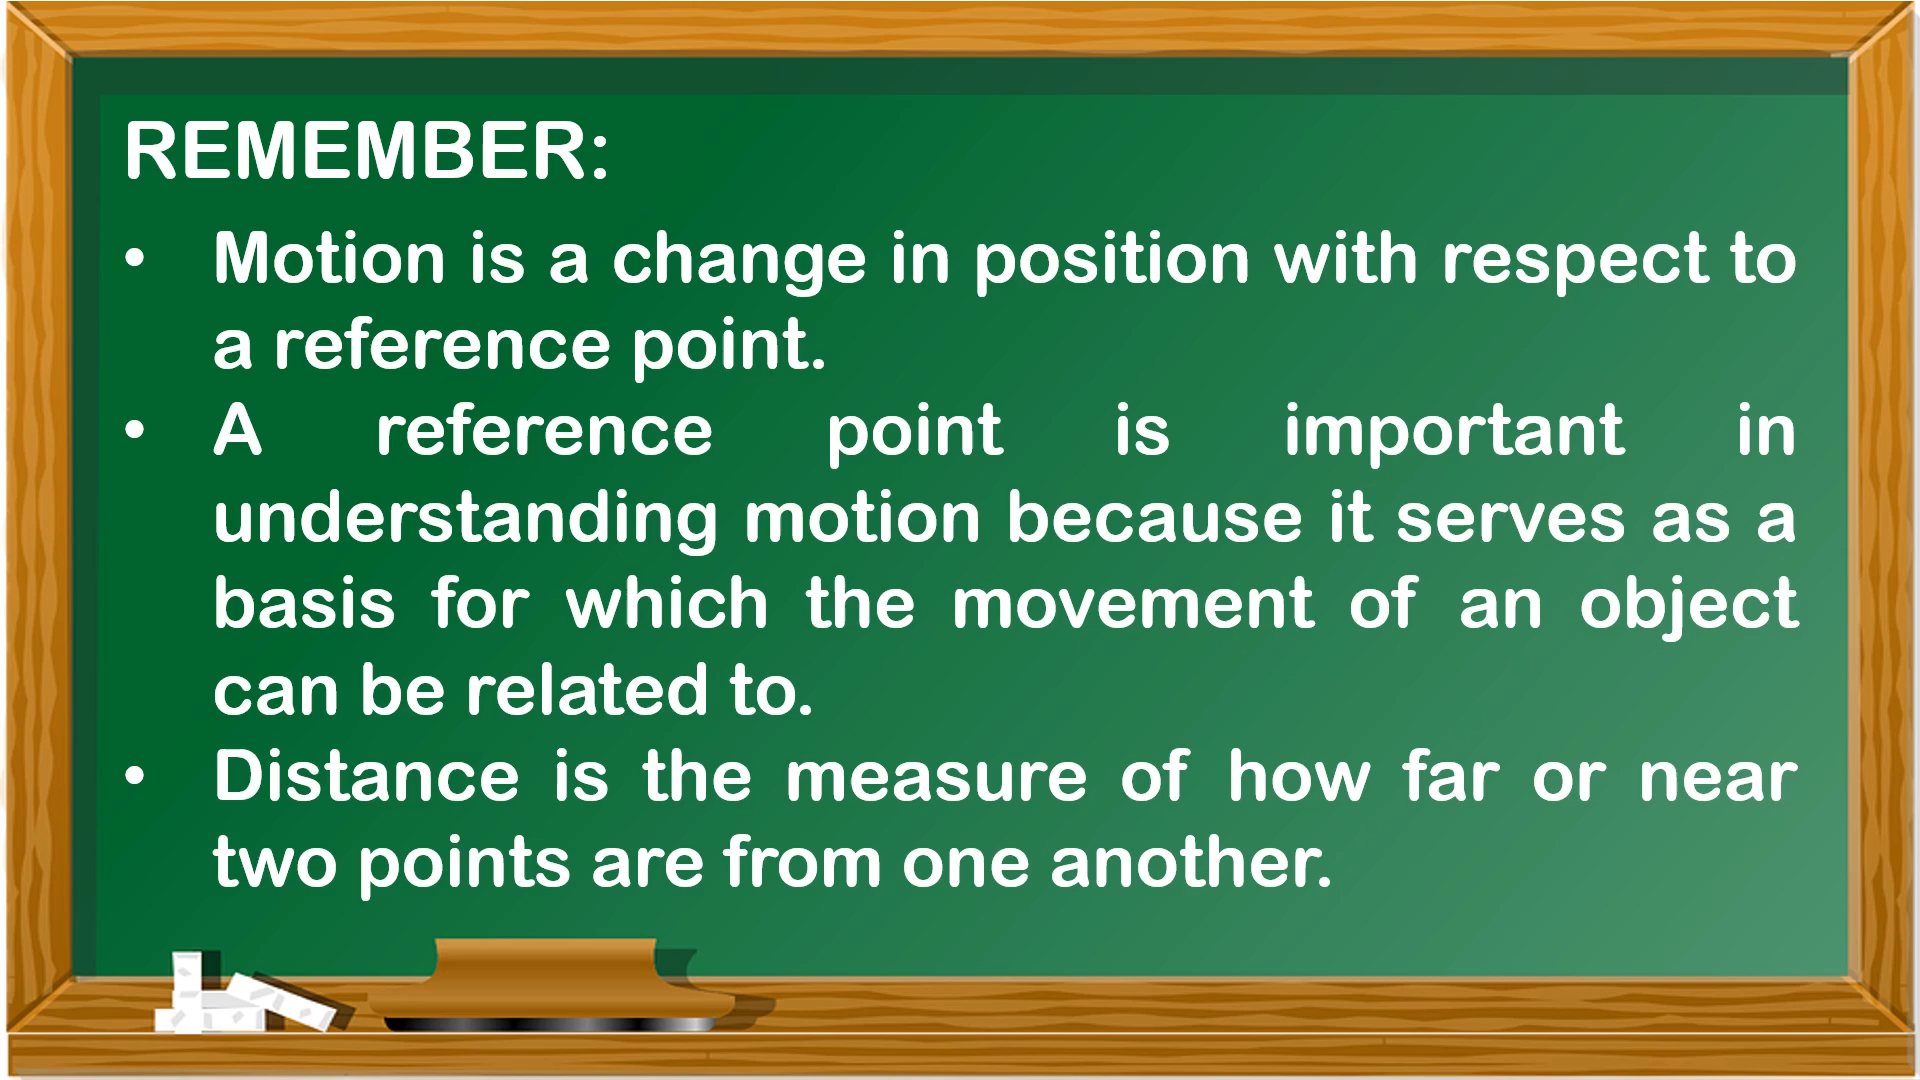 REMEMBER:
• Motion is a change in position with respect to
a reference point.
• A reference point is important in
understanding motion because it serves as a
basis for which the movement of an object
can be related to.
• Distance is the measure of how far or near
two points are from one another.